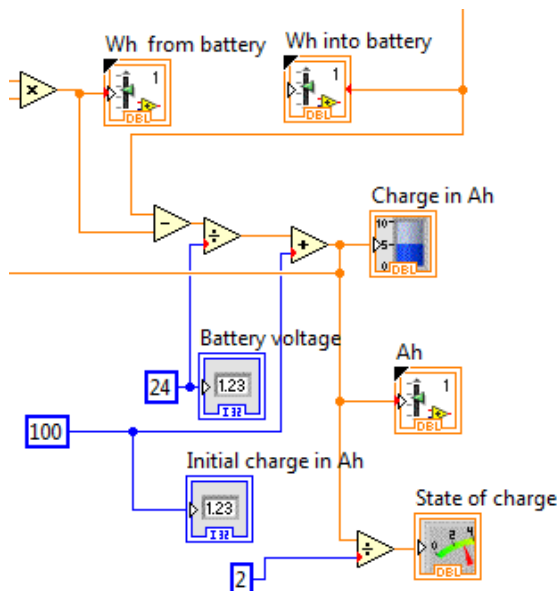 Wh from battery
Wh into battery
1
1
DBL
DBL
×
−
÷
+
Charge in Ah
10
5
0
DBL
Battery voltage
24
1.23
I32
Ah
1
DBL
100
Initial charge in Ah
1.23
I32
State of charge
÷
0 2 4
DBL
2